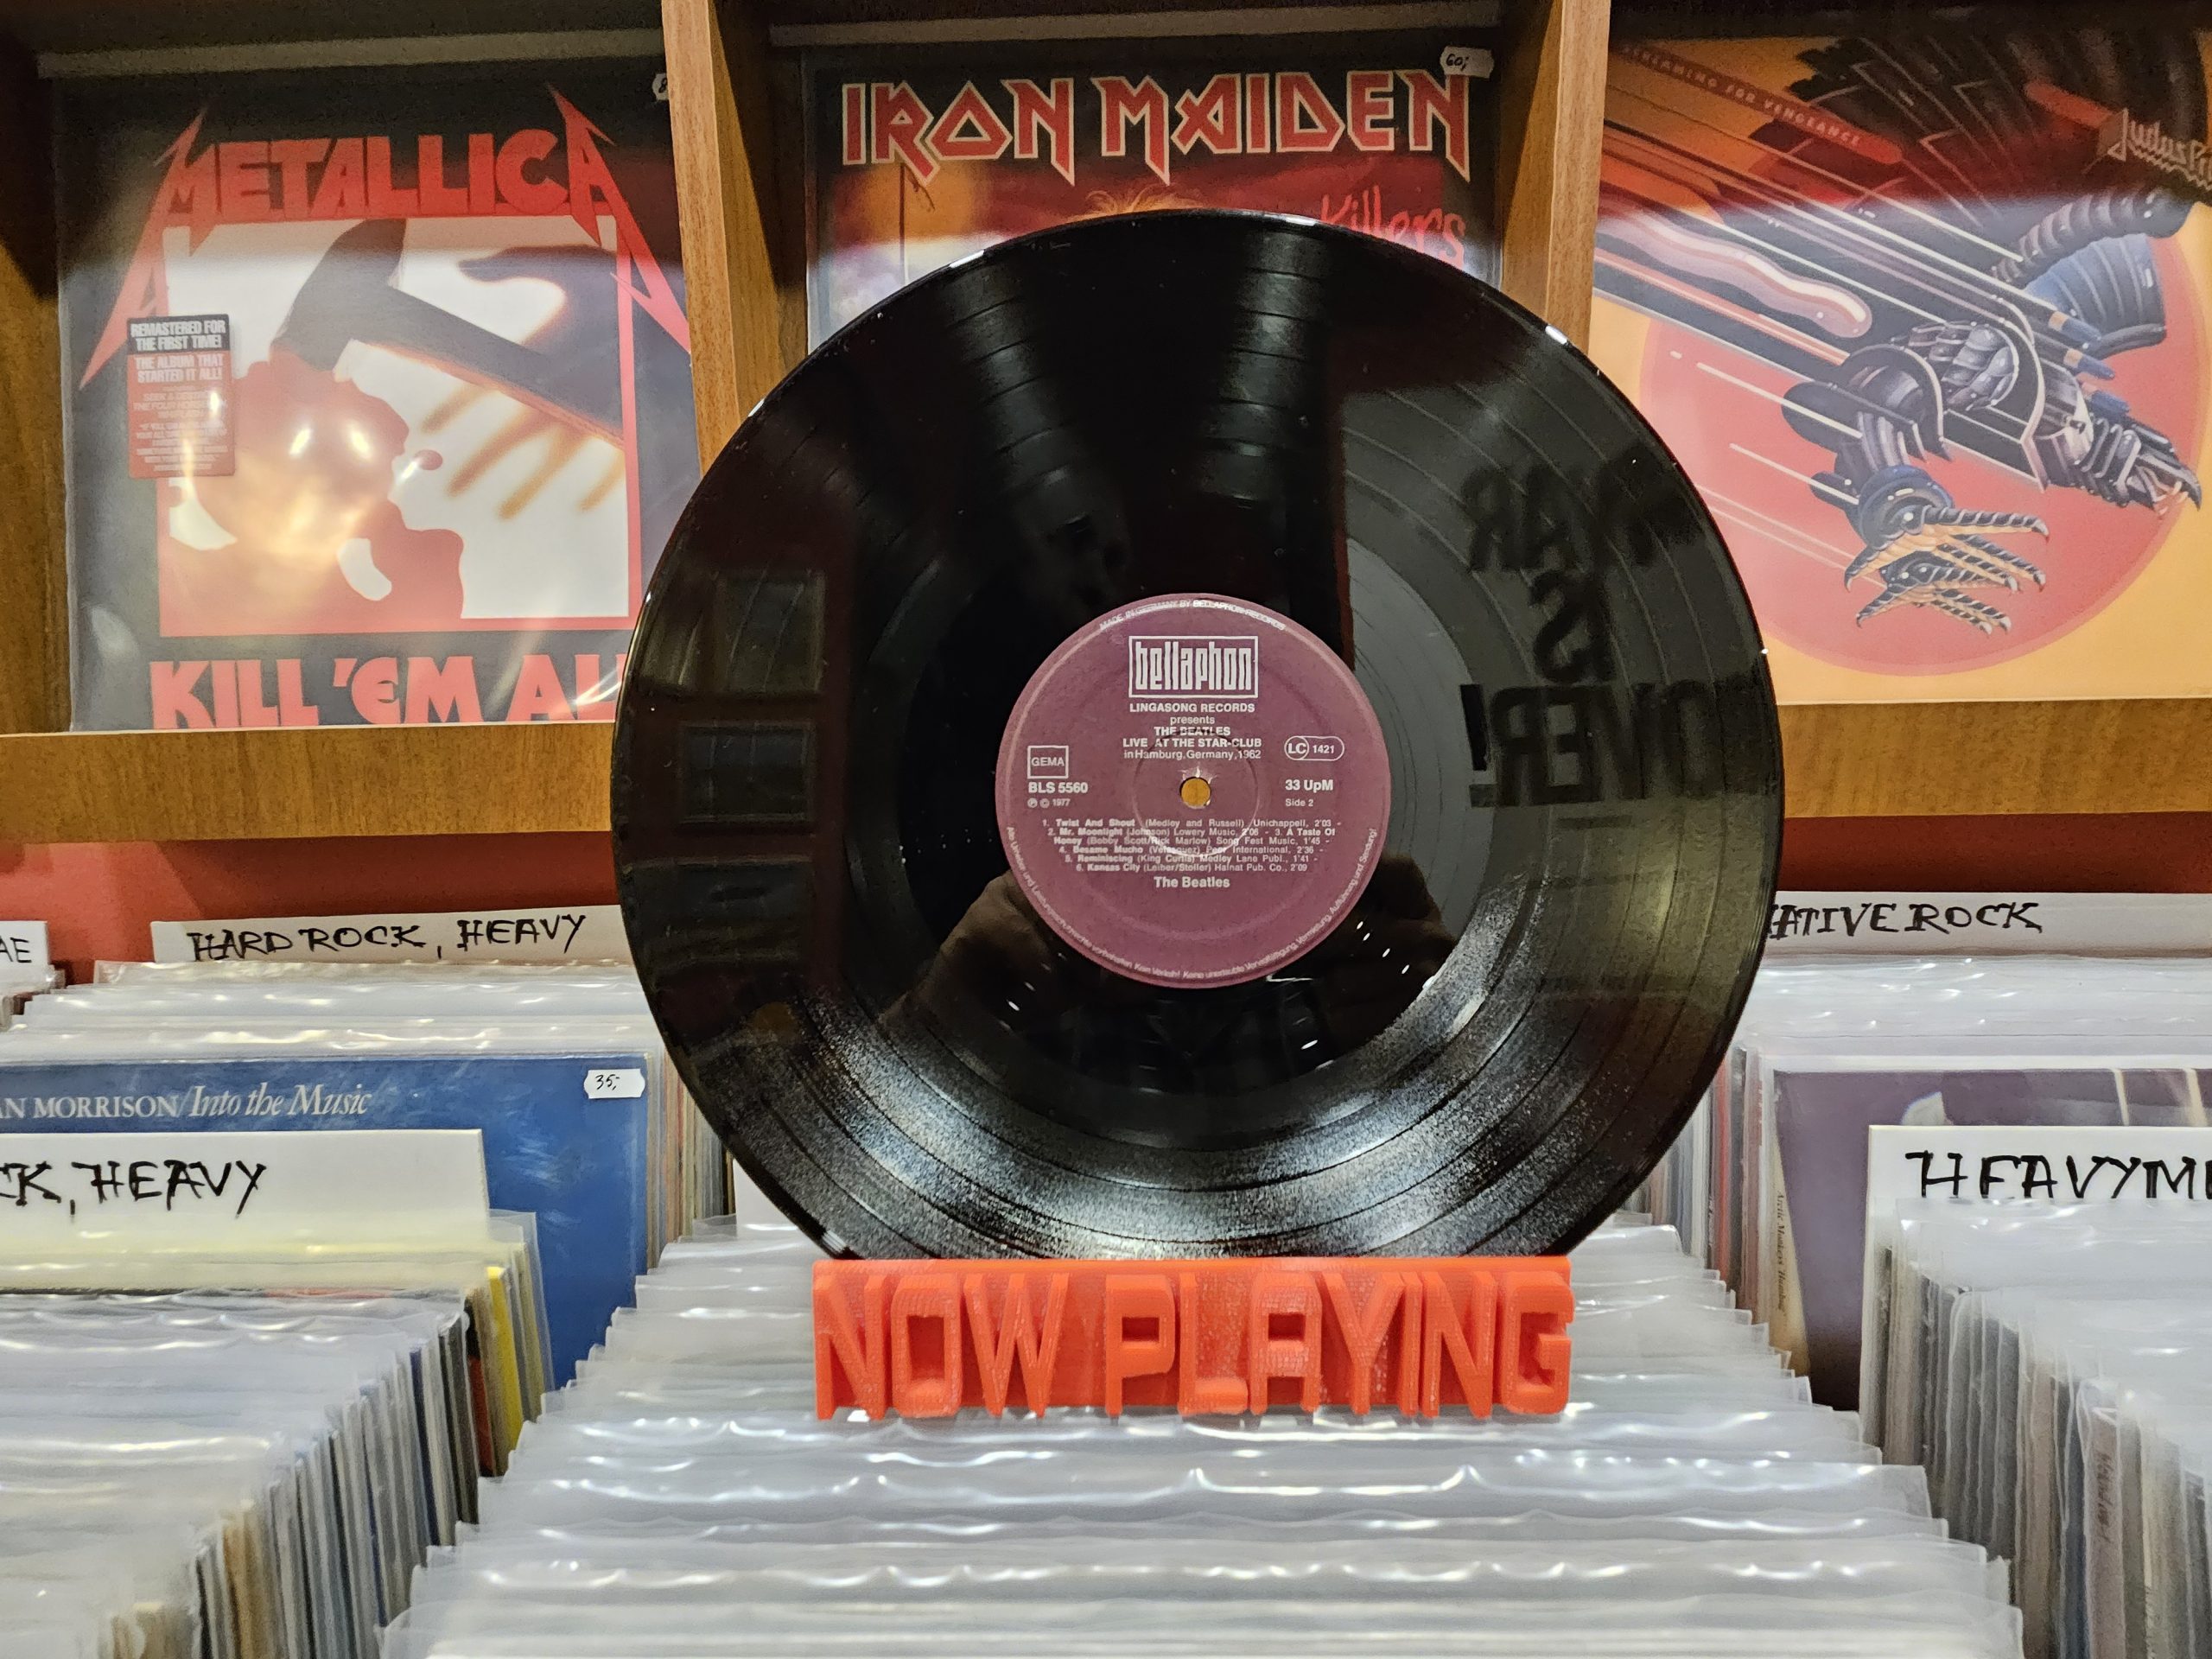 METALLICA
REMASTERED FOR
THE FIRST TIME!
THE ALBUM THAT
STARTED IT ALL!
KILL 'EM AL
IRON MAIDEN
60,-
Killers
SCREAMING FOR VENGEANCE
Judas
MADE IN GERMANY BY BELLAPHON RECORDS
bellaphon
LINGASONG RECORDS
presents
THE BEATLES
LIVE AT THE STAR-CLUB
in Hamburg, Germany, 1962
GEMA
LC 1421
BLS 5560
33 UpM
℗ © 1977
Side 2
1. Twist And Shout (Medley and Russell) Unichappell, 2'03 -
2. Mr. Moonlight (Johnson) Lowery Music, 2'06 - 3. A Taste Of
Honey (Bobby Scott/Rick Marlow) Song Fest Music, 1'45 -
4. Besame Mucho (Velasquez) Peer International, 2'36 -
5. Reminiscing (King Curtis) Medley Lane Publ., 1'41 -
6. Kansas City (Leiber/Stoller) Halnat Pub. Co., 2'09
The Beatles
AE
HARD ROCK, HEAVY
ATIVE ROCK
AN MORRISON/Into the Music
35,-
CK, HEAVY
HEAVYM
NOW PLAYING